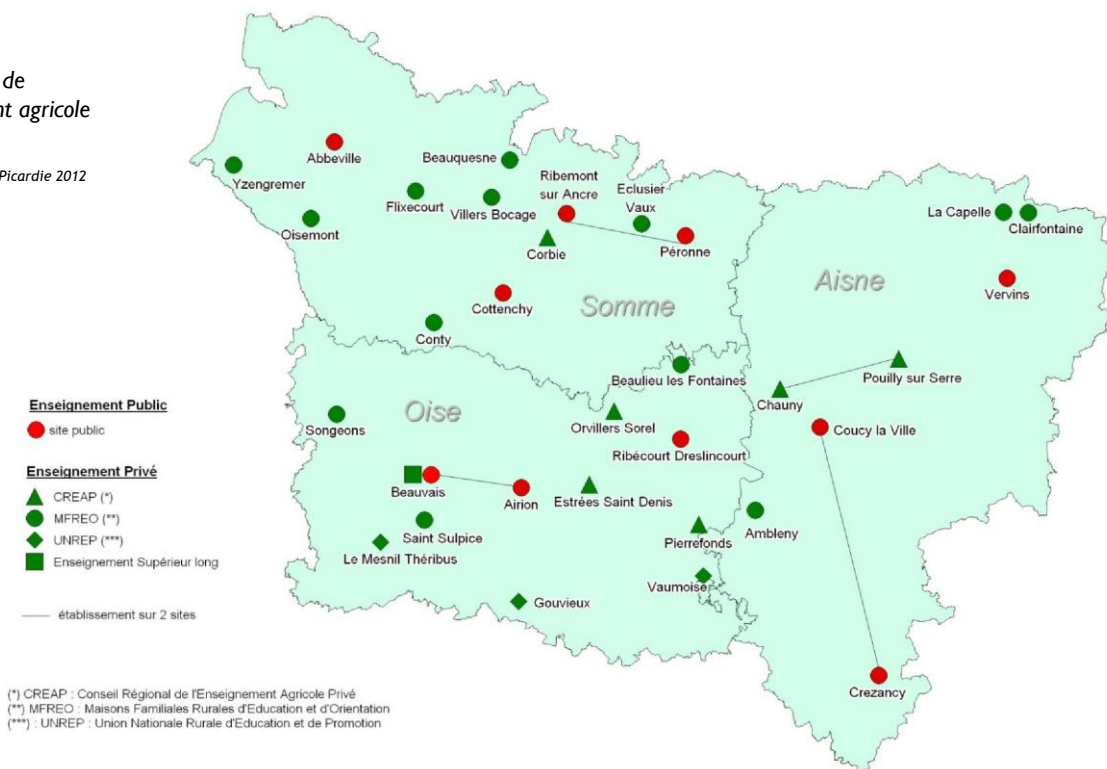 de
nt agricole
Picardie 2012
Abbeville
Beauquesne
Ribemont
sur Ancre
Eclusier
Vaux
Yzengremer
Flixecourt
Villers Bocage
La Capelle
Clairfontaine
Oisemont
Corbie
Péronne
Aisne
Cottenchy
Somme
Vervins
Conty
Beaulieu les Fontaines
Pouilly sur Serre
Chauny
Oise
Songeons
Orvillers Sorel
Coucy la Ville
Ribécourt Dreslincourt
Beauvais
Airion
Estrées Saint Denis
Ambleny
Saint Sulpice
Pierrefonds
Le Mesnil Théribus
Vaumoise
Gouvieux
Crezancy
Enseignement Public
site public
Enseignement Privé
CREAP (*)
MFREO (**)
UNREP (***)
Enseignement Supérieur long
établissement sur 2 sites
(*) CREAP : Conseil Régional de l'Enseignement Agricole Privé
(**) MFREO : Maisons Familiales Rurales d'Education et d'Orientation
(***) : UNREP : Union Nationale Rurale d'Education et de Promotion